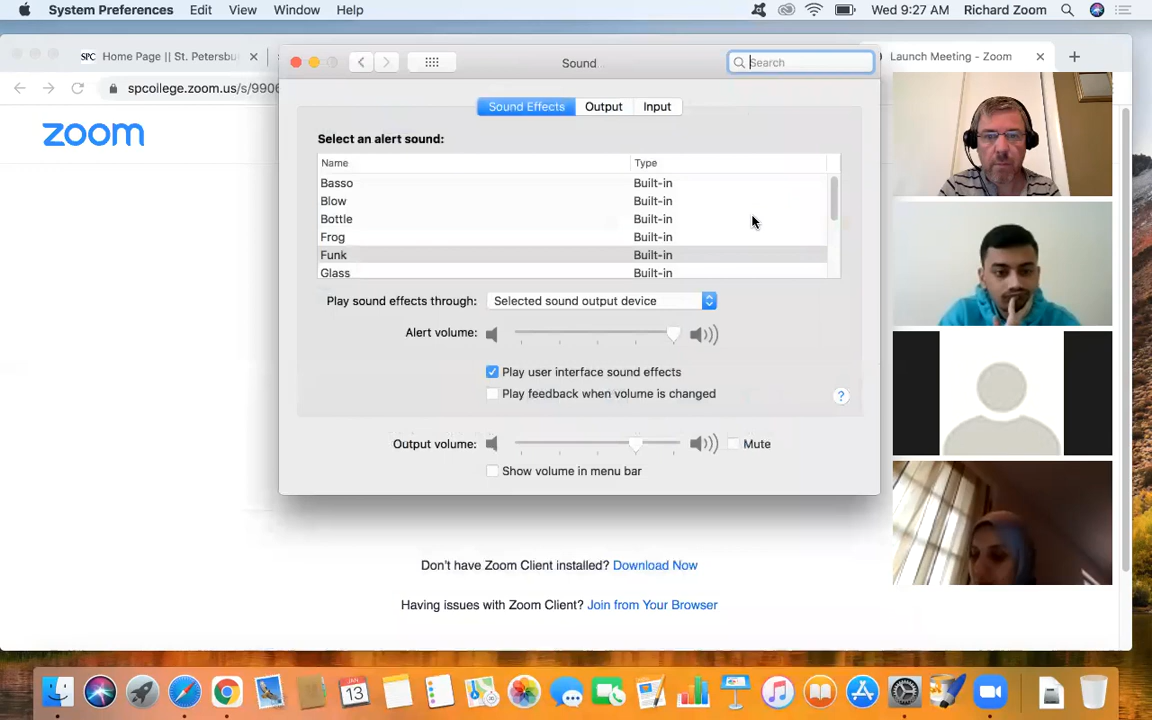 System Preferences Edit View Window Help Wed 9:27 AM Richard Zoom
SPC Home Page || St. Petersbu
Launch Meeting - Zoom
spcollege.zoom.us/s/9906
zoom
Sound
Search
Sound Effects Output Input
Select an alert sound:
Name Type
Basso Built-in
Blow Built-in
Bottle Built-in
Frog Built-in
Funk Built-in
Glass Built-in
Play sound effects through: Selected sound output device
Alert volume:
Play user interface sound effects
Play feedback when volume is changed
?
Output volume: Mute
Show volume in menu bar
Don't have Zoom Client installed? Download Now
Having issues with Zoom Client? Join from Your Browser
JAN
13